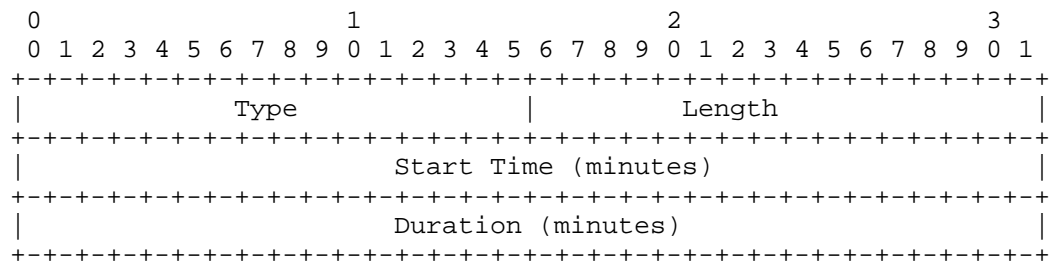 0                   1                   2                   3
 0 1 2 3 4 5 6 7 8 9 0 1 2 3 4 5 6 7 8 9 0 1 2 3 4 5 6 7 8 9 0 1
+-+-+-+-+-+-+-+-+-+-+-+-+-+-+-+-+-+-+-+-+-+-+-+-+-+-+-+-+-+-+-+-+
|             Type              |         Length                |
+-+-+-+-+-+-+-+-+-+-+-+-+-+-+-+-+-+-+-+-+-+-+-+-+-+-+-+-+-+-+-+-+
|                       Start Time (minutes)                    |
+-+-+-+-+-+-+-+-+-+-+-+-+-+-+-+-+-+-+-+-+-+-+-+-+-+-+-+-+-+-+-+-+
|                       Duration (minutes)                      |
+-+-+-+-+-+-+-+-+-+-+-+-+-+-+-+-+-+-+-+-+-+-+-+-+-+-+-+-+-+-+-+-+